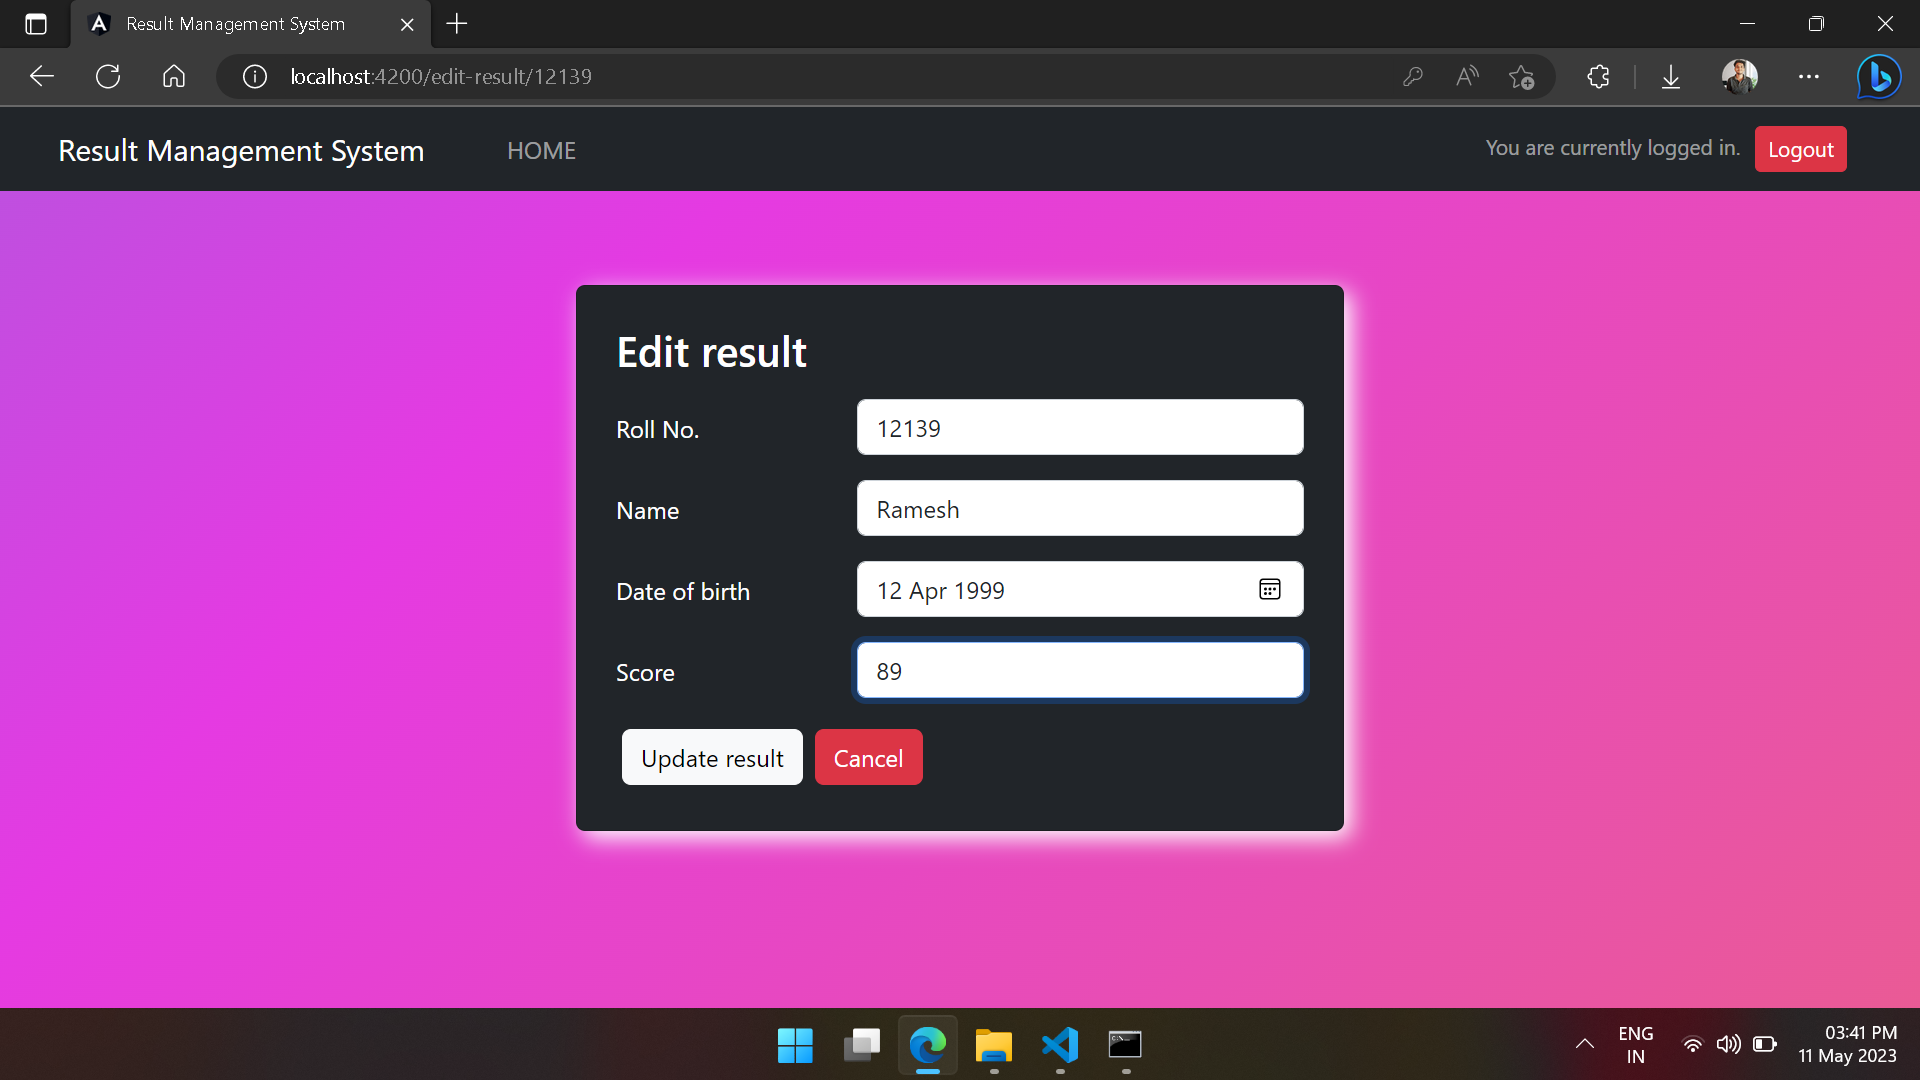 Result Management System
localhost:4200/edit-result/12139
Result Management System
HOME
You are currently logged in.
Logout
Edit result
Roll No.
12139
Name
Ramesh
Date of birth
12 Apr 1999
Score
89
Update result
Cancel
ENG
IN
03:41 PM
11 May 2023